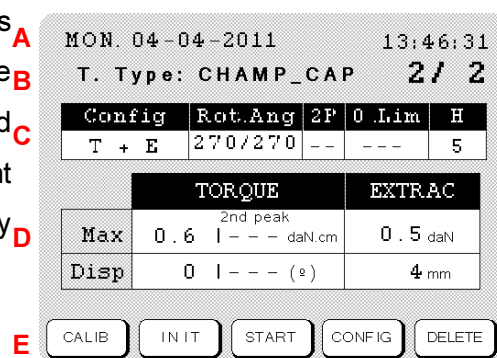 s
A MON. 04-04-2011 13:46:31
e B T. Type: CHAMP_CAP 2/ 2
d C Config Rot.Ang 2P O.Lim H
T + E 270/270 -- --- 5
nt
TORQUE EXTRAC
y D Max 0.6 2nd peak |--- daN.cm 0.5 daN
Disp 0 |--- (º) 4 mm
E CALIB INIT START CONFIG DELETE